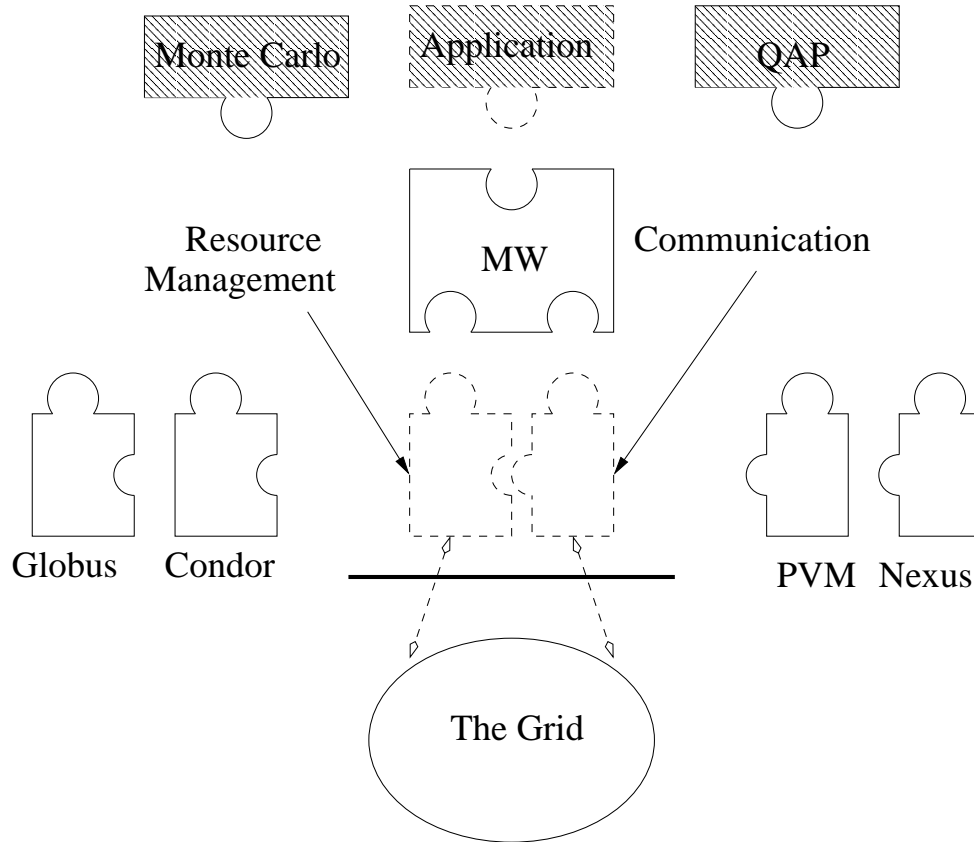 Monte Carlo
Application
QAP
Resource
Management
MW
Communication
Globus
Condor
PVM
Nexus
The Grid